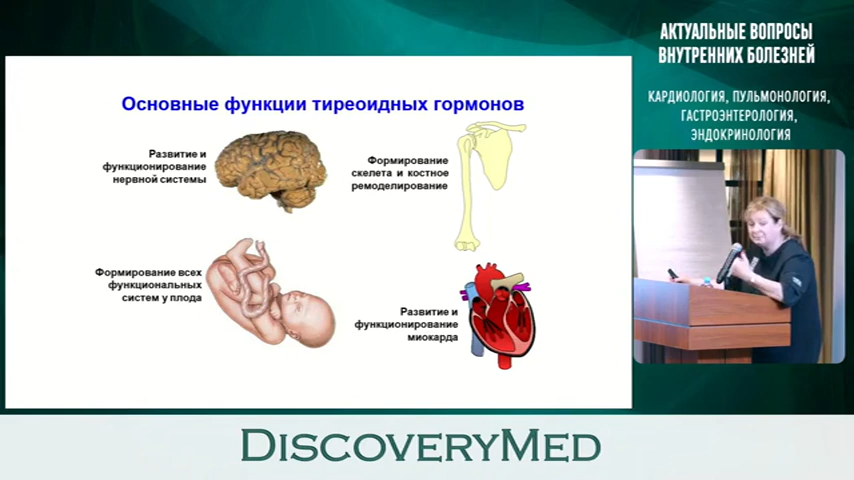 АКТУАЛЬНЫЕ ВОПРОСЫ
ВНУТРЕННИХ БОЛЕЗНЕЙ
КАРДИОЛОГИЯ, ПУЛЬМОНОЛОГИЯ,
ГАСТРОЭНТЕРОЛОГИЯ,
ЭНДОКРИНОЛОГИЯ
Основные функции тиреоидных гормонов
Развитие и
функционирование
нервной системы
Формирование
скелета и костное
ремоделирование
Формирование всех
функциональных
систем у плода
Развитие и
функционирование
миокарда
DISCOVERYMED